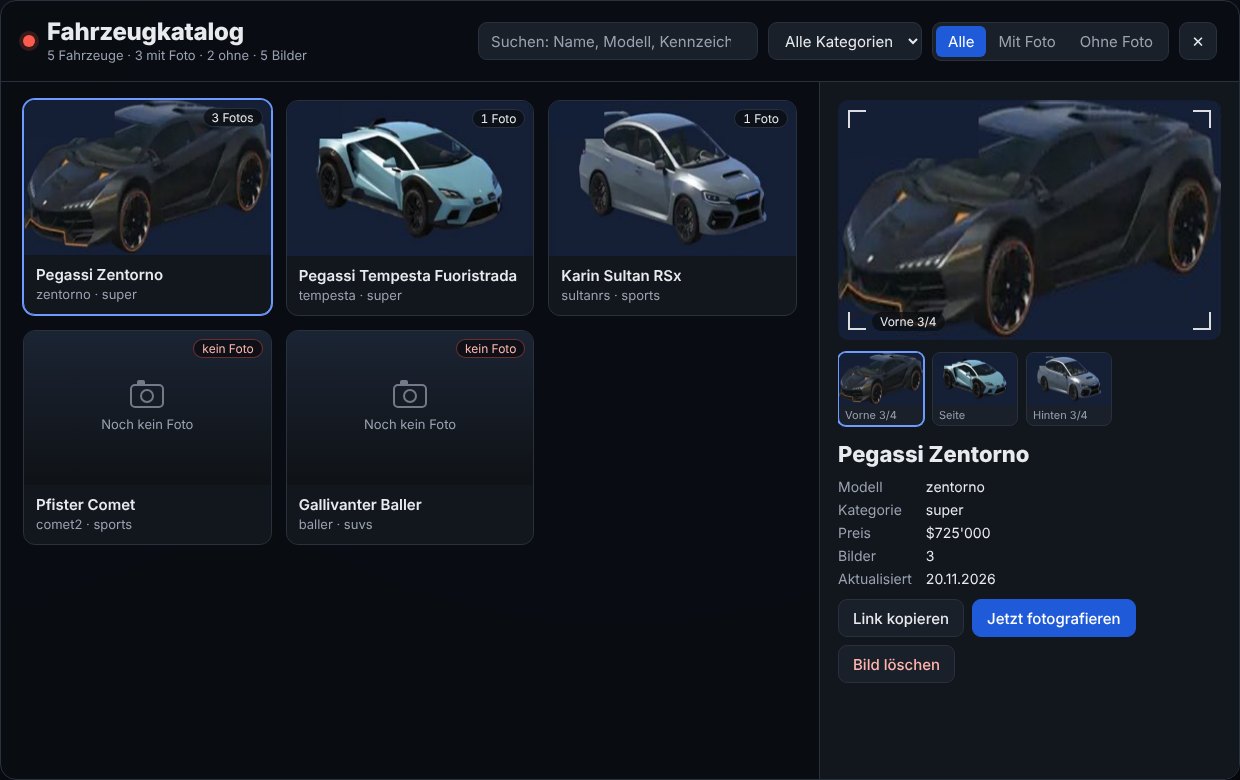 Fahrzeugkatalog
5 Fahrzeuge · 3 mit Foto · 2 ohne · 5 Bilder
Suchen: Name, Modell, Kennzeich
Alle Kategorien
Alle
Mit Foto
Ohne Foto
×
3 Fotos
Pegassi Zentorno
zentorno · super
1 Foto
Pegassi Tempesta Fuoristrada
tempesta · super
1 Foto
Karin Sultan RSx
sultanrs · sports
kein Foto
Noch kein Foto
Pfister Comet
comet2 · sports
kein Foto
Noch kein Foto
Gallivanter Baller
baller · suvs
Vorne 3/4
Vorne 3/4
Seite
Hinten 3/4
Pegassi Zentorno
Modell zentorno
Kategorie super
Preis $725'000
Bilder 3
Aktualisiert 20.11.2026
Link kopieren
Jetzt fotografieren
Bild löschen